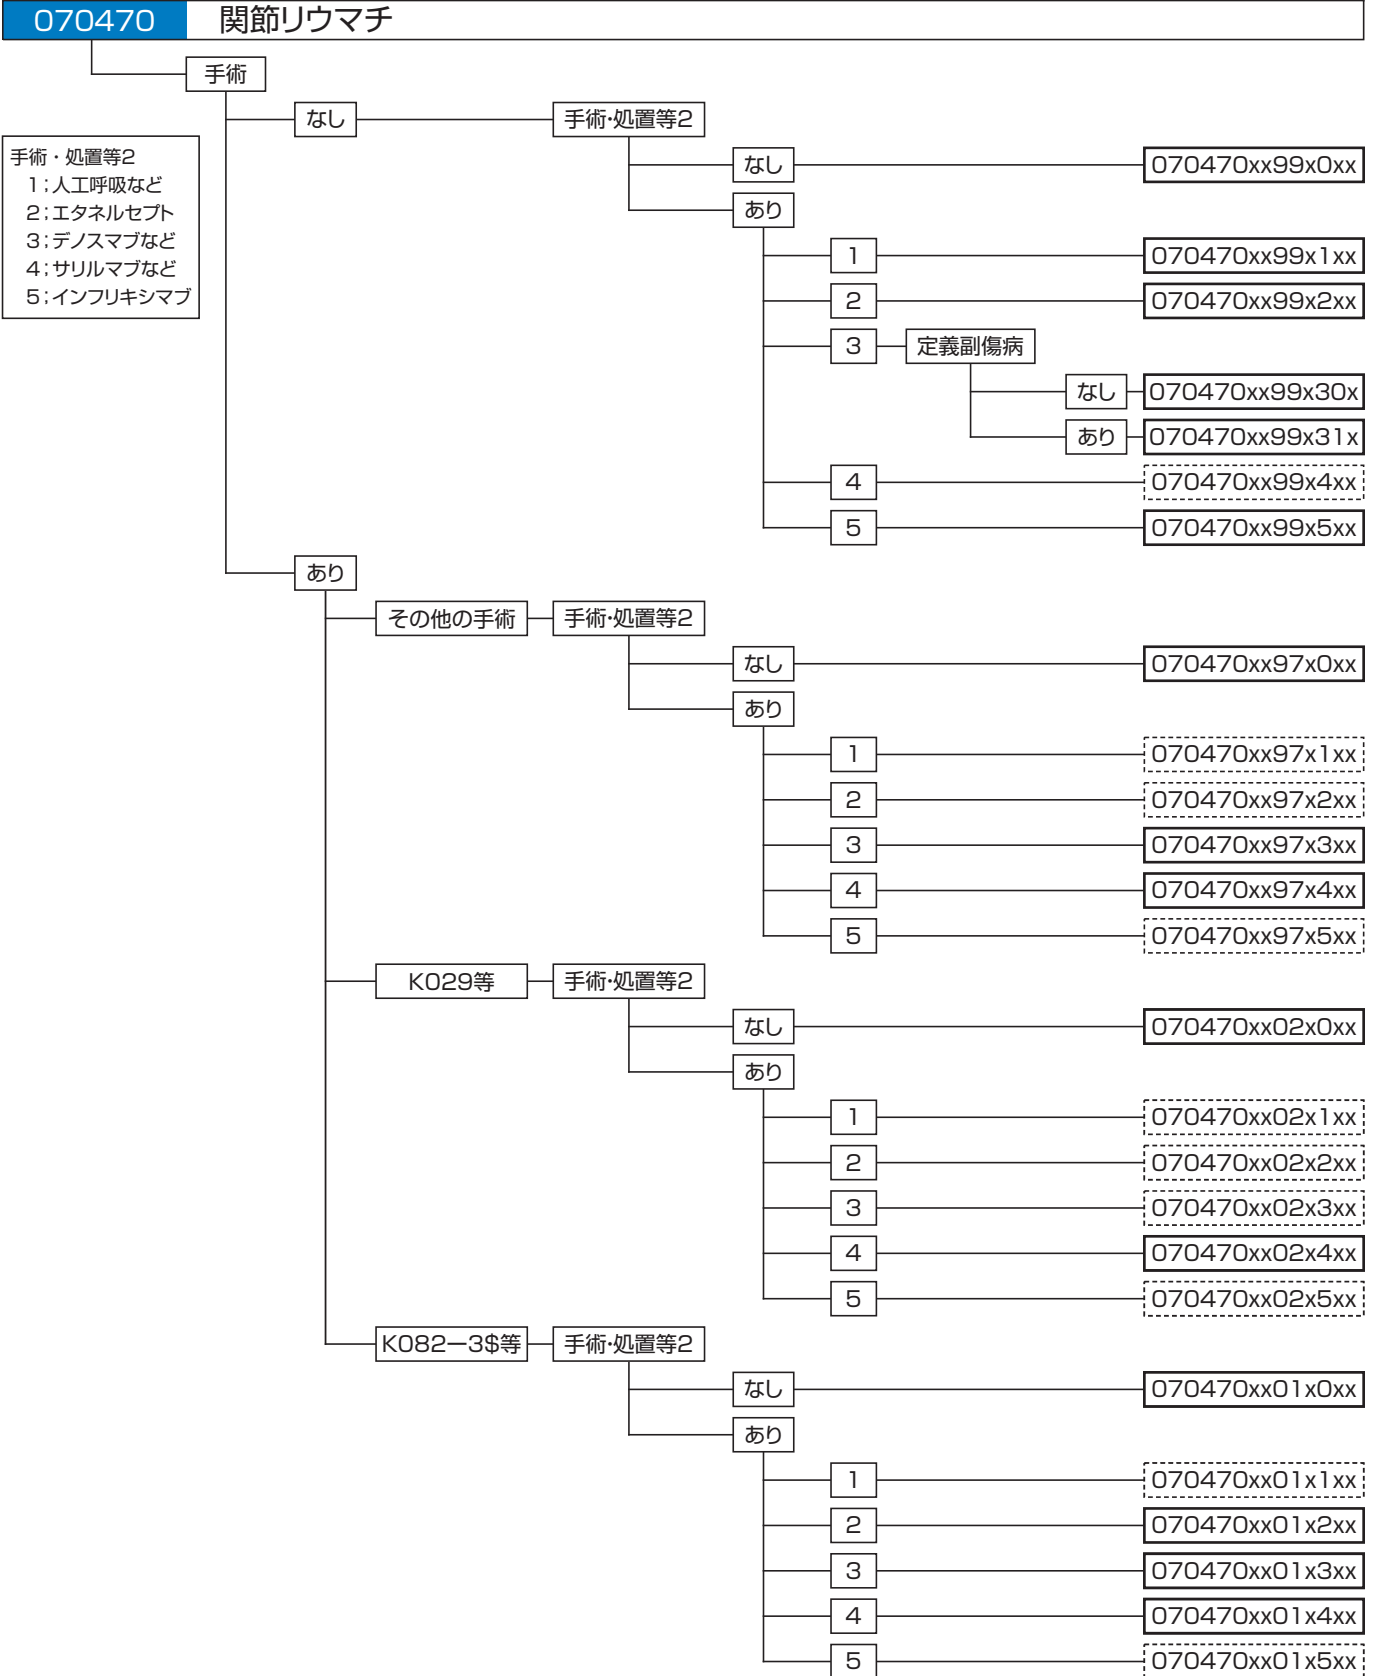 070470 関節リウマチ
手術
なし 手術・処置等2
手術・処置等2
1;人工呼吸など
2;エタネルセプト
3;デノスマブなど
4;サリルマブなど
5;インフリキシマブ
なし 070470xx99x0xx
あり
1 070470xx99x1xx
2 070470xx99x2xx
3 定義副傷病
なし 070470xx99x30x
あり 070470xx99x31x
4 070470xx99x4xx
5 070470xx99x5xx
あり
その他の手術 手術・処置等2
なし 070470xx97x0xx
あり
1 070470xx97x1xx
2 070470xx97x2xx
3 070470xx97x3xx
4 070470xx97x4xx
5 070470xx97x5xx
K029等 手術・処置等2
なし 070470xx02x0xx
あり
1 070470xx02x1xx
2 070470xx02x2xx
3 070470xx02x3xx
4 070470xx02x4xx
5 070470xx02x5xx
K082ー3$等 手術・処置等2
なし 070470xx01x0xx
あり
1 070470xx01x1xx
2 070470xx01x2xx
3 070470xx01x3xx
4 070470xx01x4xx
5 070470xx01x5xx